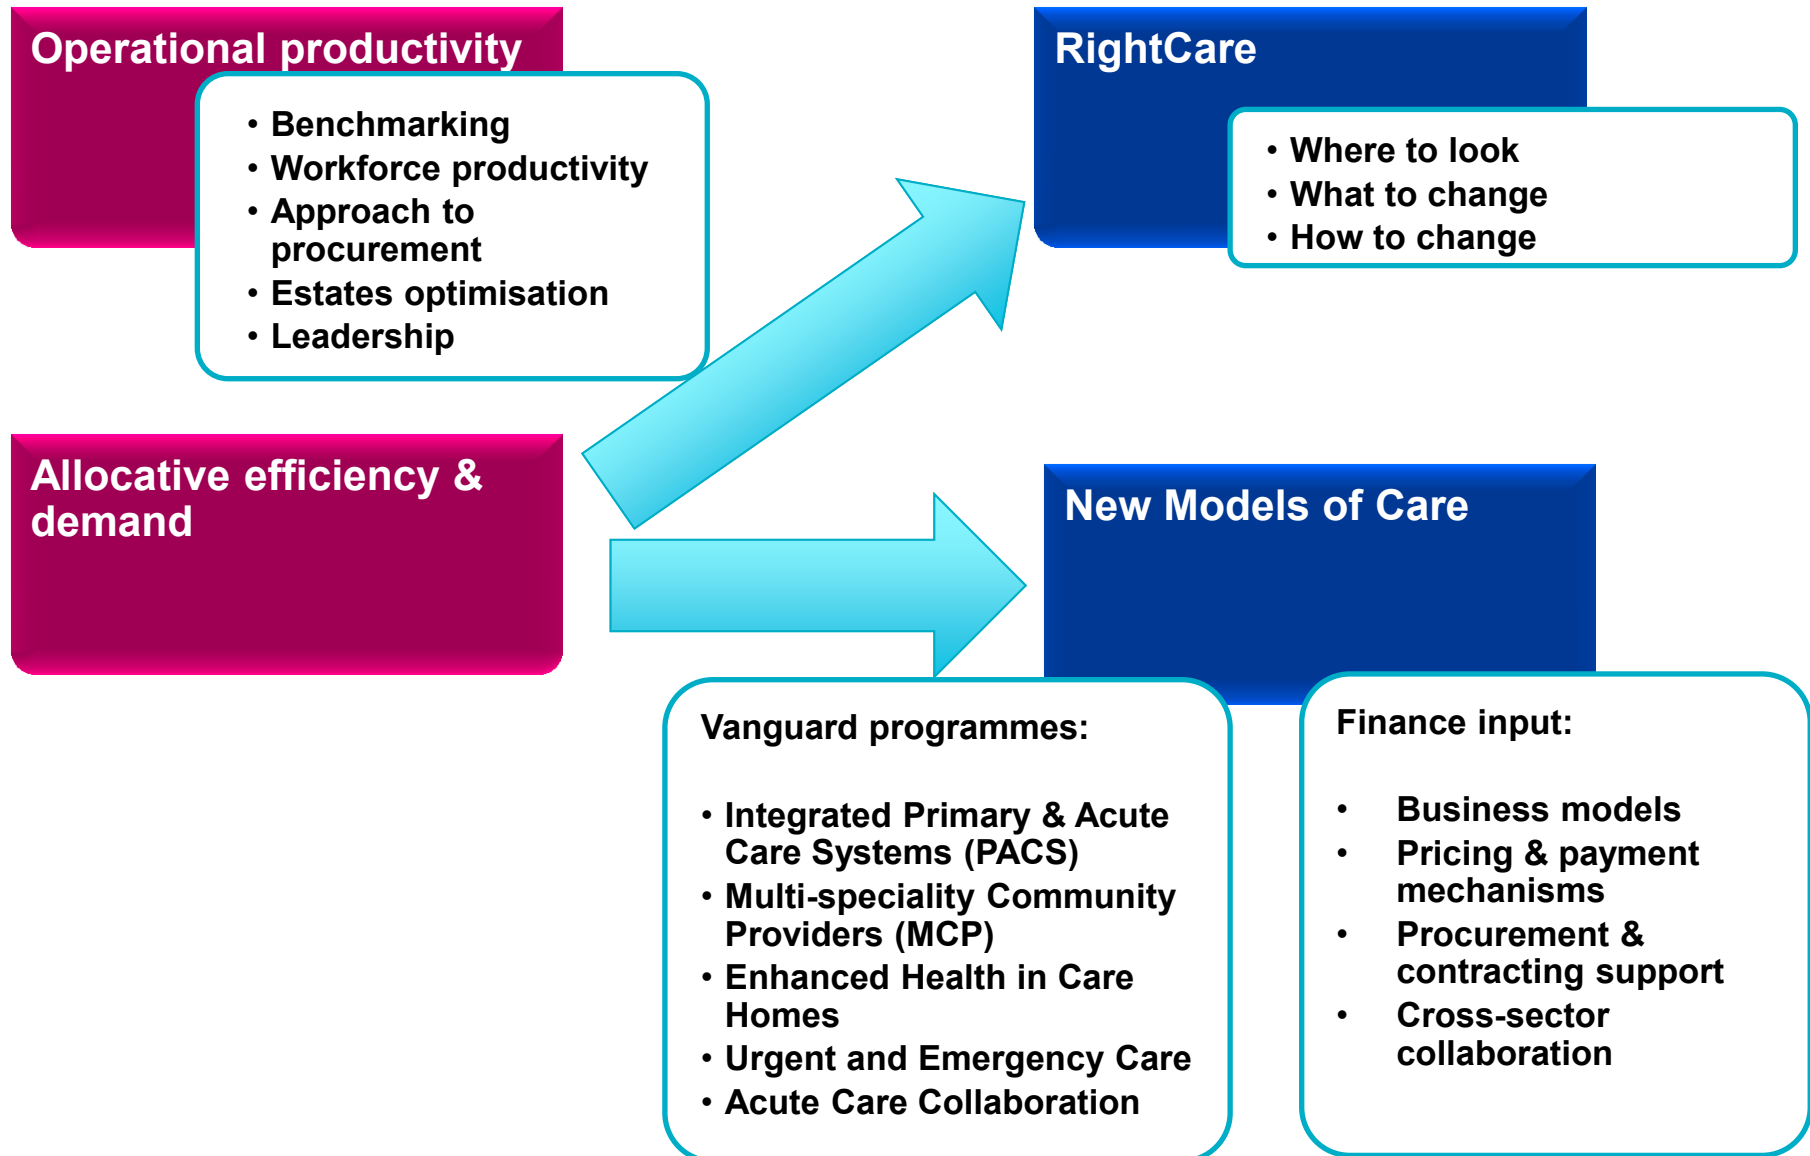 Operational productivity
• Benchmarking
• Workforce productivity
• Approach to
procurement
• Estates optimisation
• Leadership
RightCare
• Where to look
• What to change
• How to change
Allocative efficiency &
demand
New Models of Care
Vanguard programmes:
• Integrated Primary & Acute
Care Systems (PACS)
• Multi-speciality Community
Providers (MCP)
• Enhanced Health in Care
Homes
• Urgent and Emergency Care
• Acute Care Collaboration
Finance input:
• Business models
• Pricing & payment
mechanisms
• Procurement &
contracting support
• Cross-sector
collaboration